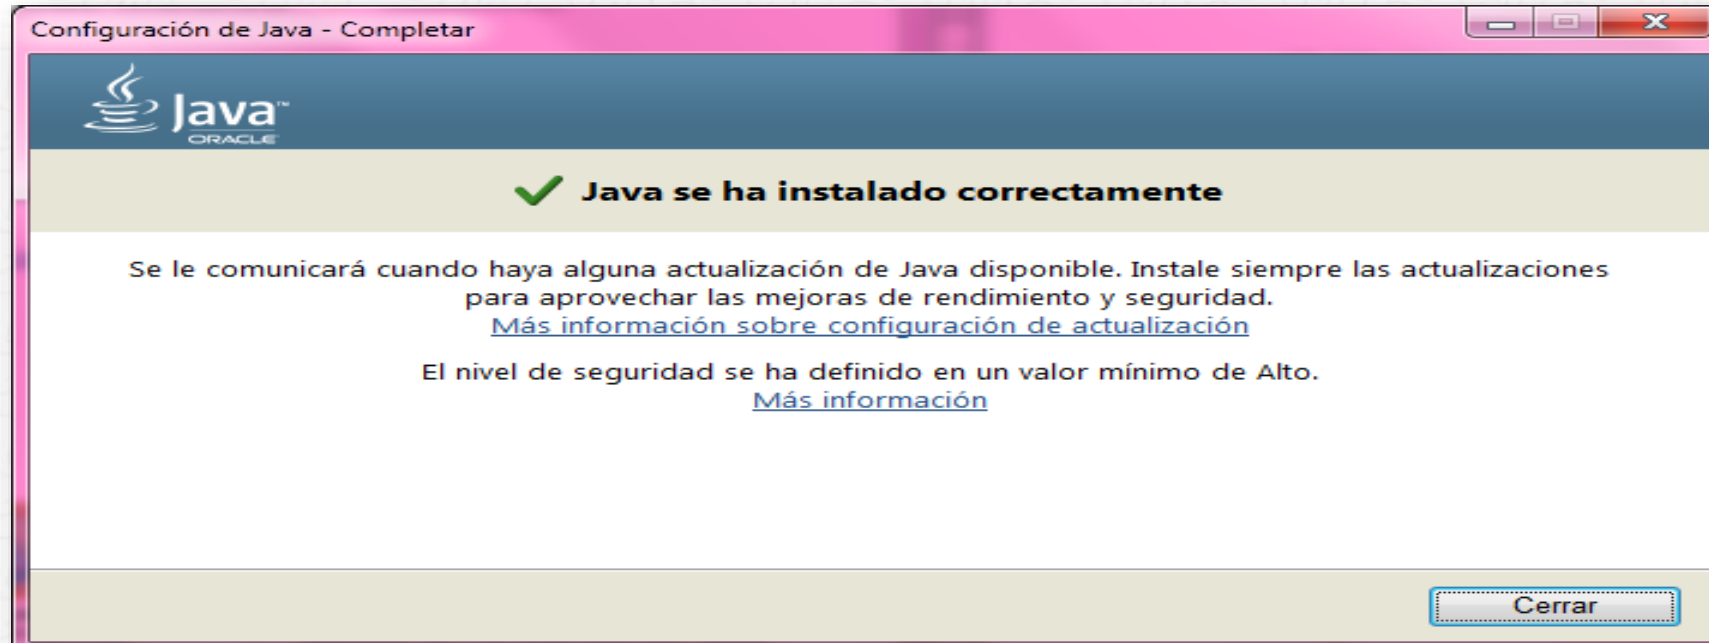 Configuración de Java - Completar
Java™
ORACLE
Java se ha instalado correctamente
Se le comunicará cuando haya alguna actualización de Java disponible. Instale siempre las actualizaciones
para aprovechar las mejoras de rendimiento y seguridad.
Más información sobre configuración de actualización
El nivel de seguridad se ha definido en un valor mínimo de Alto.
Más información
Cerrar